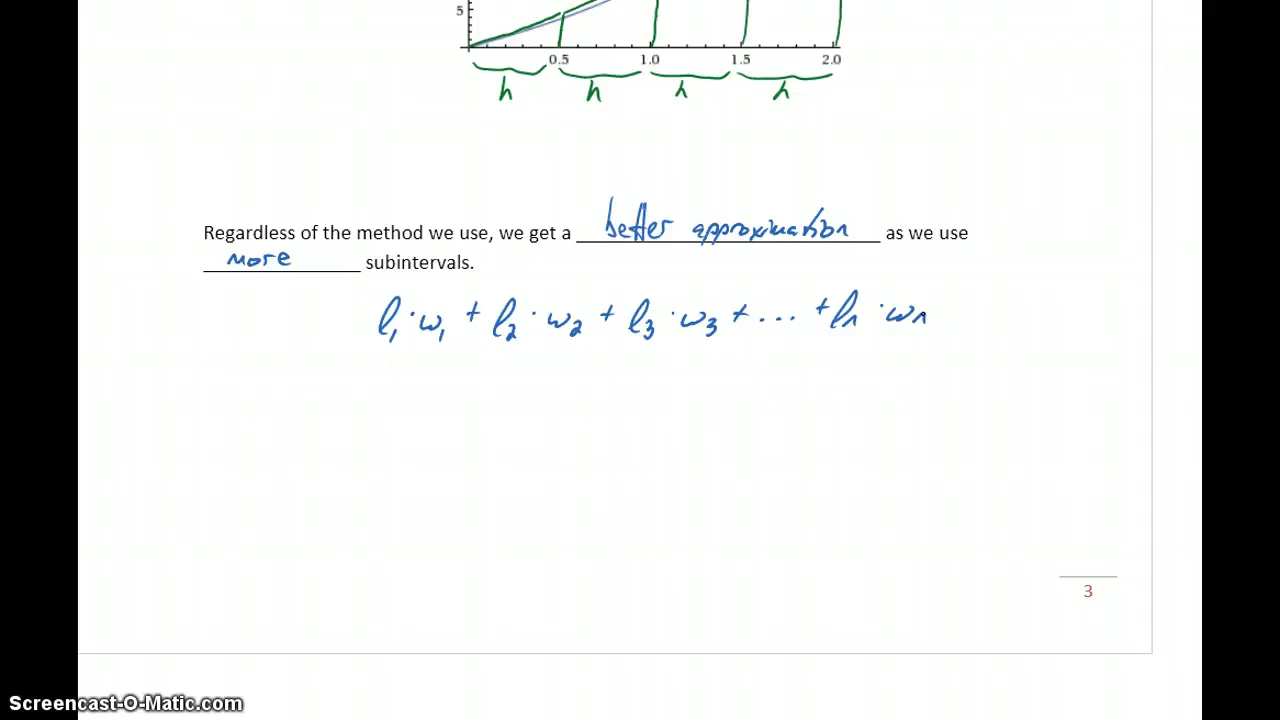 5
0.5 1.0 1.5 2.0
h h h h
Regardless of the method we use, we get a better approximation as we use
more subintervals.
l₁·w₁ + l₂·w₂ + l₃·w₃ + ... + lₙ·wₙ
3
Screencast-O-Matic.com